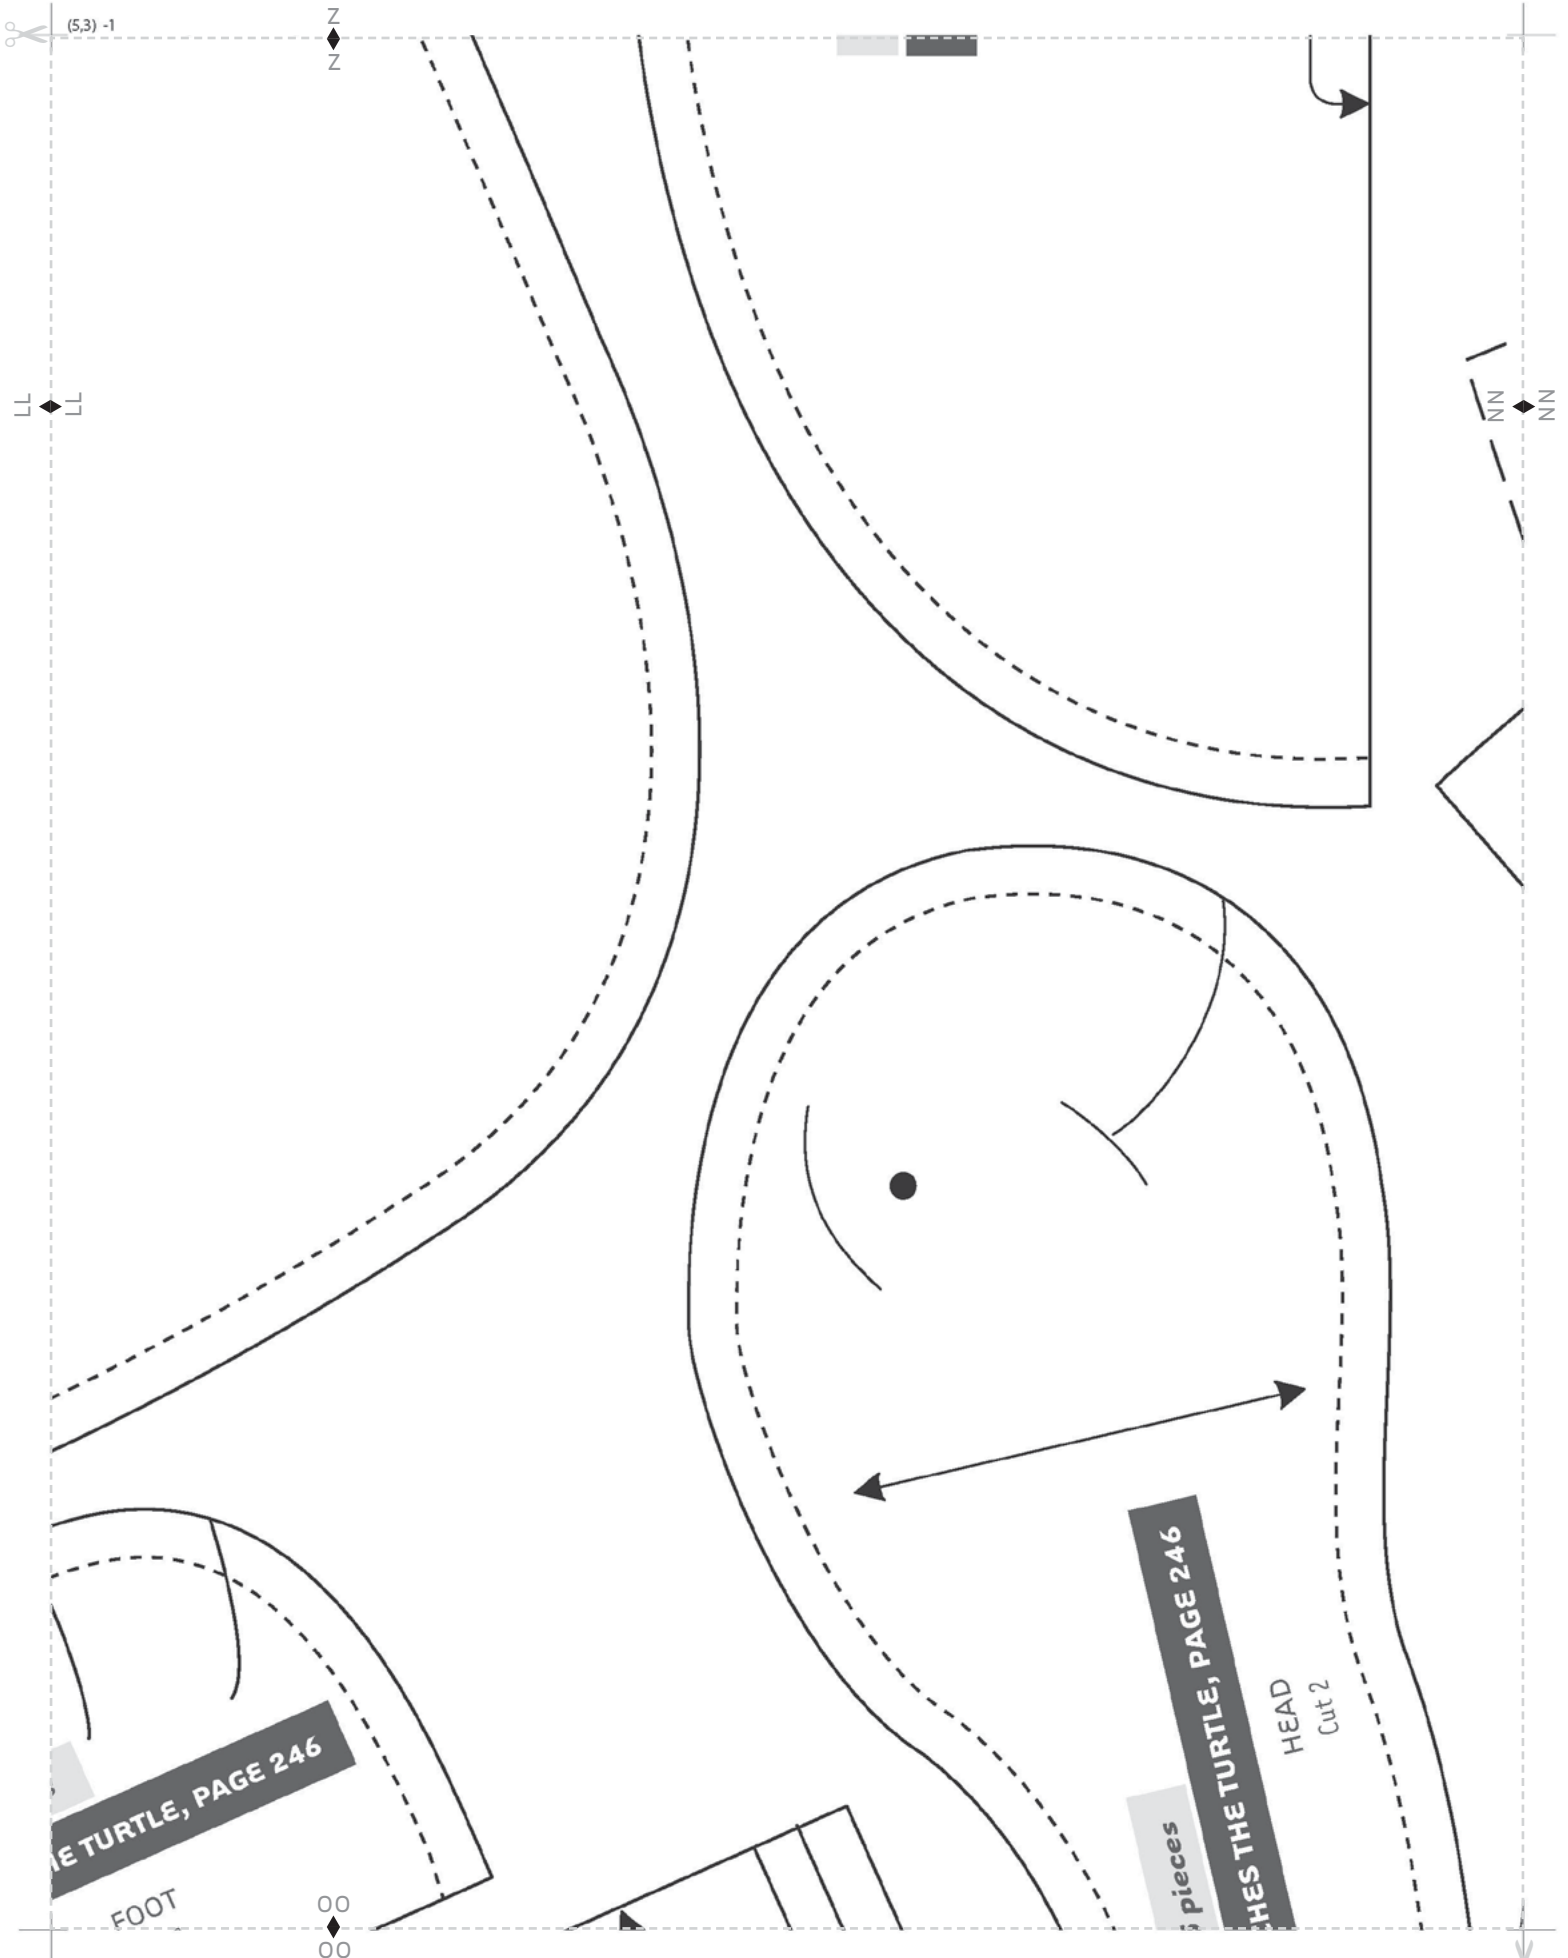 (5,3) -1
Z
Z
LL
LL
NN
NN
HES THE TURTLE, PAGE 246
HEAD
Cut 2
pieces
E TURTLE, PAGE 246
FOOT
OO
OO